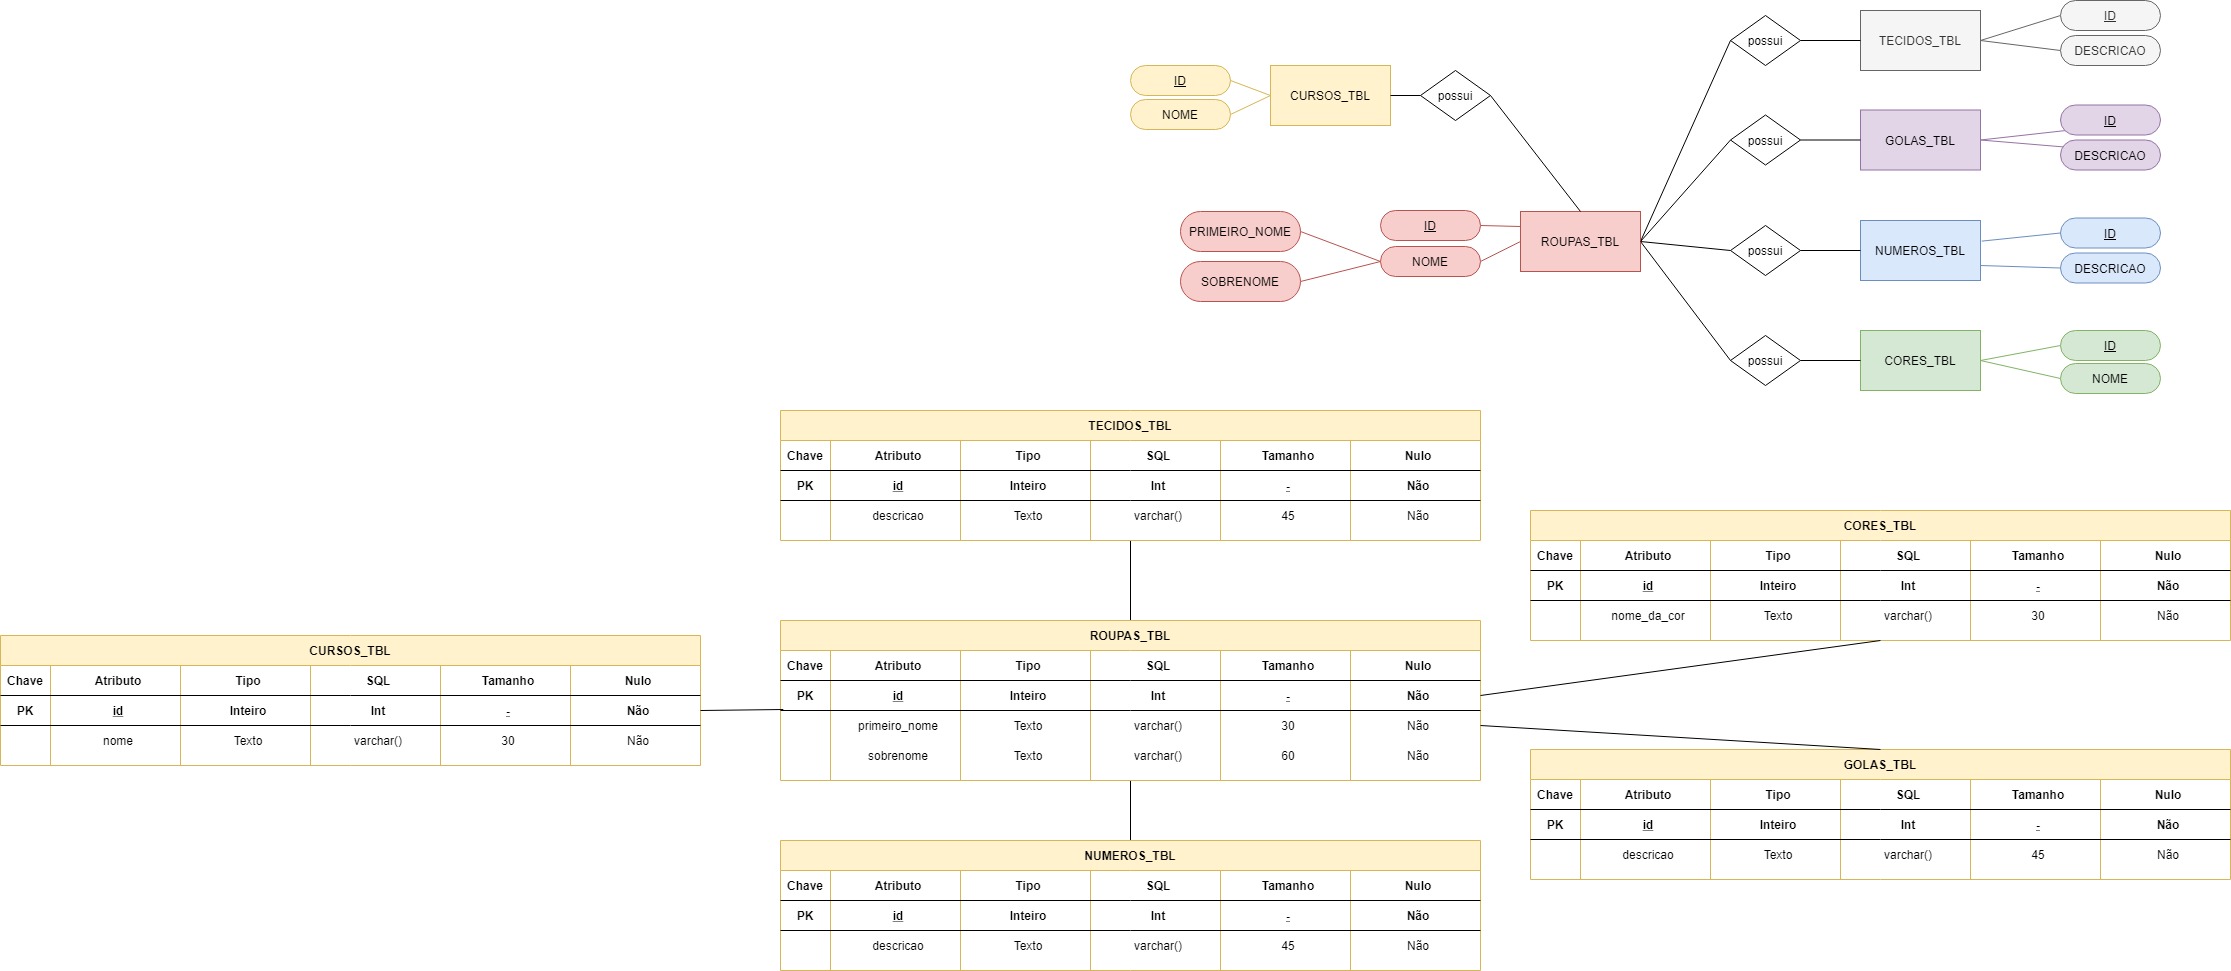 ID
TECIDOS_TBL
DESCRICAO
possui
ID
CURSOS_TBL
NOME
possui
ID
GOLAS_TBL
DESCRICAO
possui
ID
ROUPAS_TBL
NOME
PRIMEIRO_NOME
SOBRENOME
ID
NUMEROS_TBL
DESCRICAO
possui
ID
CORES_TBL
NOME
possui
TECIDOS_TBL
Chave Atributo Tipo SQL Tamanho Nulo
PK id Inteiro Int - Não
descricao Texto varchar() 45 Não
CORES_TBL
Chave Atributo Tipo SQL Tamanho Nulo
PK id Inteiro Int - Não
nome_da_cor Texto varchar() 30 Não
CURSOS_TBL
Chave Atributo Tipo SQL Tamanho Nulo
PK id Inteiro Int - Não
nome Texto varchar() 30 Não
ROUPAS_TBL
Chave Atributo Tipo SQL Tamanho Nulo
PK id Inteiro Int - Não
primeiro_nome Texto varchar() 30 Não
sobrenome Texto varchar() 60 Não
GOLAS_TBL
Chave Atributo Tipo SQL Tamanho Nulo
PK id Inteiro Int - Não
descricao Texto varchar() 45 Não
NUMEROS_TBL
Chave Atributo Tipo SQL Tamanho Nulo
PK id Inteiro Int - Não
descricao Texto varchar() 45 Não